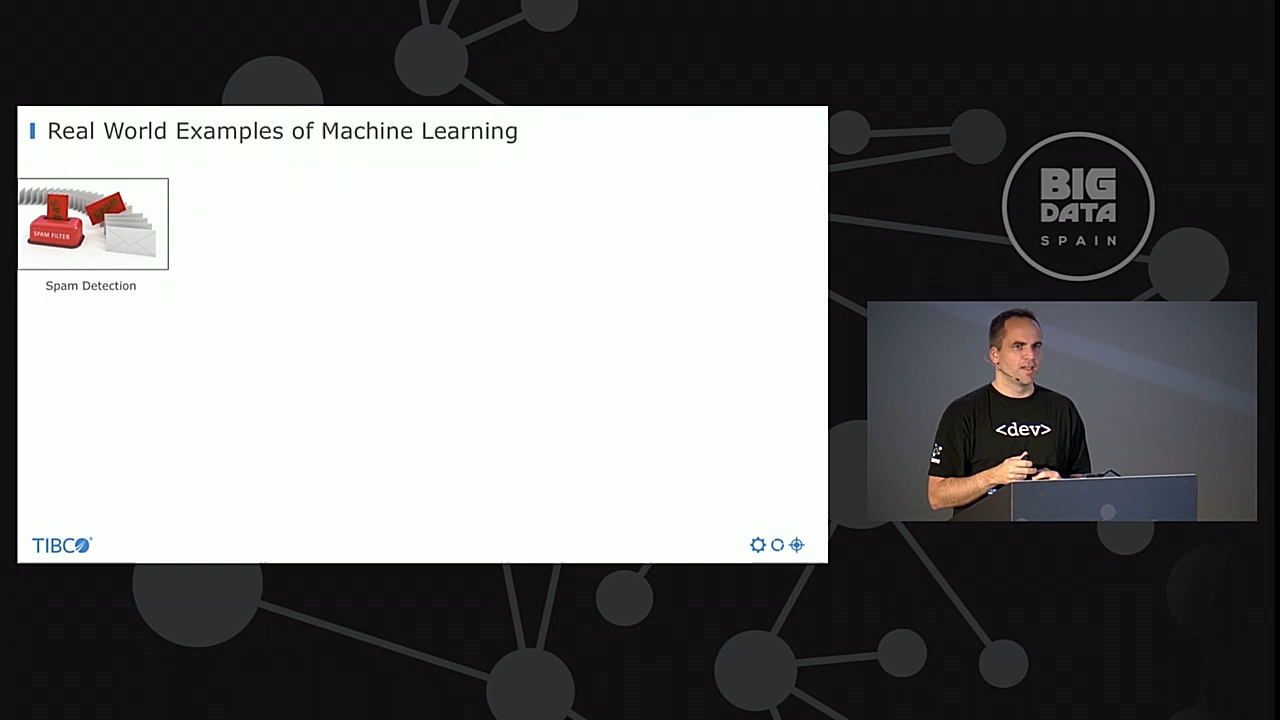 Real World Examples of Machine Learning
SPAM FILTER
Spam Detection
TIBCO
BIG
DATA
SPAIN
<dev>